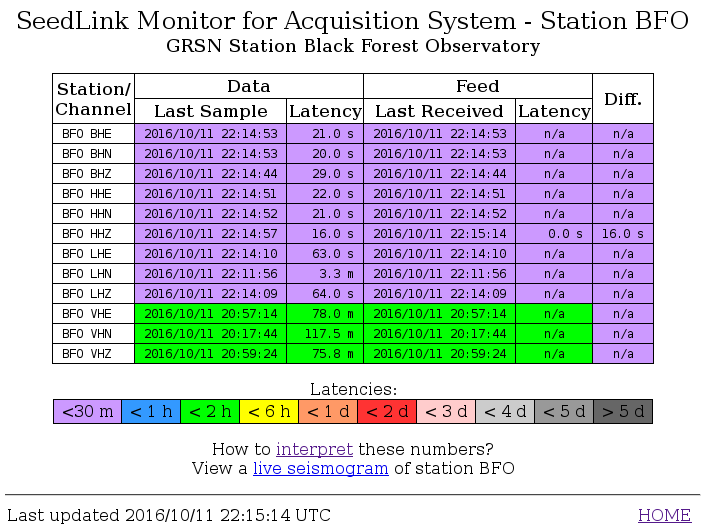 SeedLink Monitor for Acquisition System - Station BFO
GRSN Station Black Forest Observatory
Station/ Channel Data Feed Diff.
Last Sample Latency Last Received Latency
BFO BHE 2016/10/11 22:14:53 21.0 s 2016/10/11 22:14:53 n/a n/a
BFO BHN 2016/10/11 22:14:53 20.0 s 2016/10/11 22:14:53 n/a n/a
BFO BHZ 2016/10/11 22:14:44 29.0 s 2016/10/11 22:14:44 n/a n/a
BFO HHE 2016/10/11 22:14:51 22.0 s 2016/10/11 22:14:51 n/a n/a
BFO HHN 2016/10/11 22:14:52 21.0 s 2016/10/11 22:14:52 n/a n/a
BFO HHZ 2016/10/11 22:14:57 16.0 s 2016/10/11 22:15:14 0.0 s 16.0 s
BFO LHE 2016/10/11 22:14:10 63.0 s 2016/10/11 22:14:10 n/a n/a
BFO LHN 2016/10/11 22:11:56 3.3 m 2016/10/11 22:11:56 n/a n/a
BFO LHZ 2016/10/11 22:14:09 64.0 s 2016/10/11 22:14:09 n/a n/a
BFO VHE 2016/10/11 20:57:14 78.0 m 2016/10/11 20:57:14 n/a n/a
BFO VHN 2016/10/11 20:17:44 117.5 m 2016/10/11 20:17:44 n/a n/a
BFO VHZ 2016/10/11 20:59:24 75.8 m 2016/10/11 20:59:24 n/a n/a
Latencies:
<30 m < 1 h < 2 h < 6 h < 1 d < 2 d < 3 d < 4 d < 5 d > 5 d
How to interpret these numbers?
View a live seismogram of station BFO
Last updated 2016/10/11 22:15:14 UTC HOME